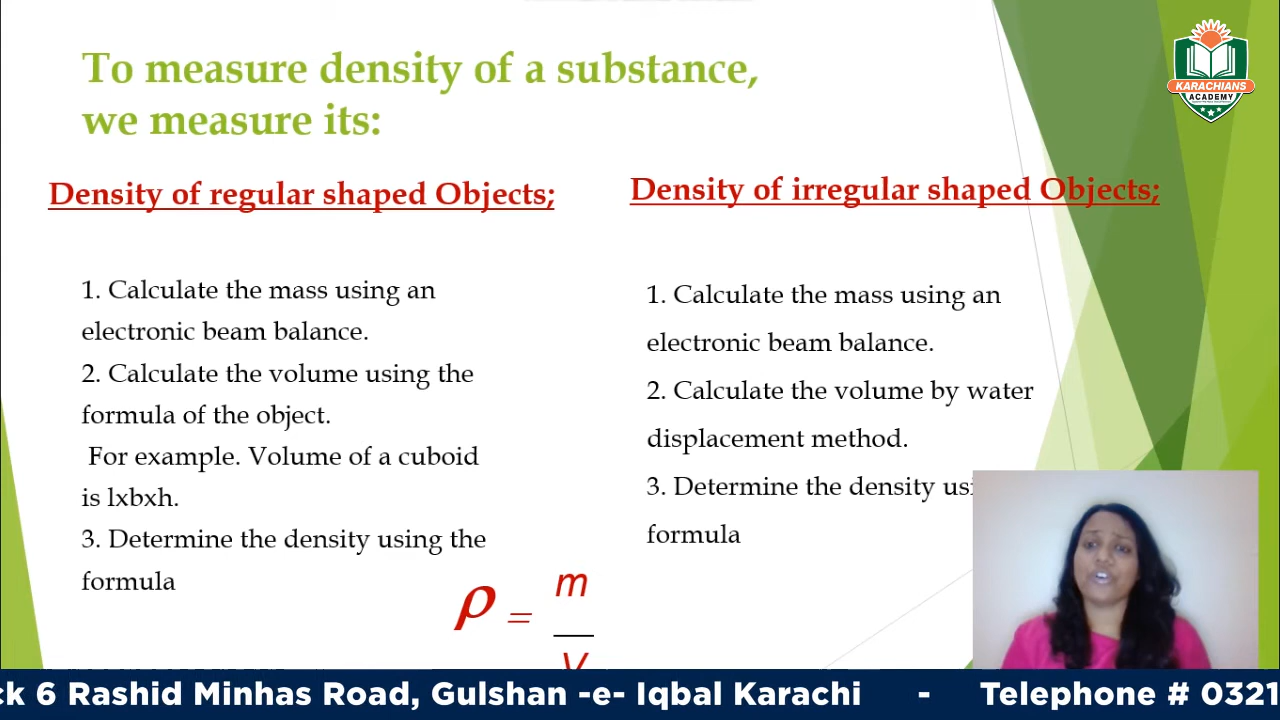 To measure density of a substance,
we measure its:
KARACHIANS
ACADEMY
Density of regular shaped Objects;
1. Calculate the mass using an
electronic beam balance.
2. Calculate the volume using the
formula of the object.
For example. Volume of a cuboid
is lxbxh.
3. Determine the density using the
formula
ρ =
m
V
Density of irregular shaped Objects;
1. Calculate the mass using an
electronic beam balance.
2. Calculate the volume by water
displacement method.
3. Determine the density
formula
ck 6 Rashid Minhas Road, Gulshan -e- Iqbal Karachi - Telephone # 0321